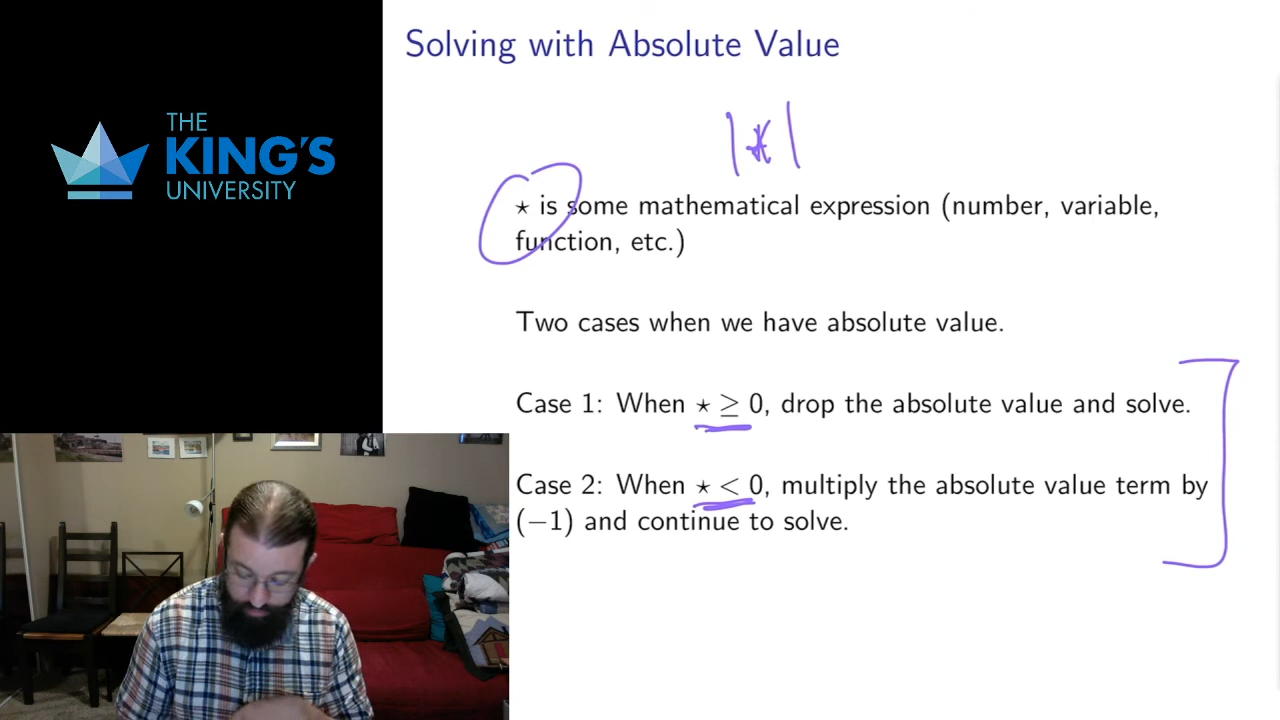 THE
KING'S
UNIVERSITY
Solving with Absolute Value
|⋆|
⋆ is some mathematical expression (number, variable,
function, etc.)
Two cases when we have absolute value.
Case 1: When ⋆ ≥ 0, drop the absolute value and solve.
Case 2: When ⋆ < 0, multiply the absolute value term by
(−1) and continue to solve.